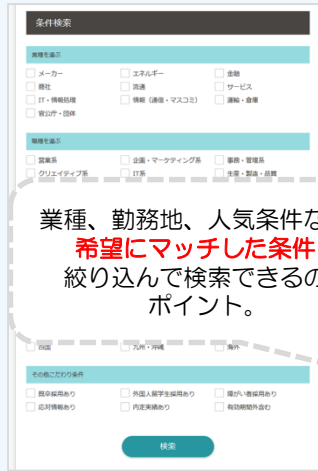 条件検索
業種を選ぶ
メーカー エネルギー 金融
商社 流通 サービス
IT・情報処理 情報（通信・マスコミ） 運輸・倉庫
官公庁・団体
職種を選ぶ
営業系 企画・マーケティング系 事務・管理系
クリエイティブ系 IT系 生産・製造・品質
業種、勤務地、人気条件な
希望にマッチした条件
絞り込んで検索できるの
ポイント。
四国 九州・沖縄 海外
その他こだわり条件
既卒採用あり 外国人留学生採用あり 障がい者採用あり
応対情報あり 内定実績あり 有効期間外含む
検索